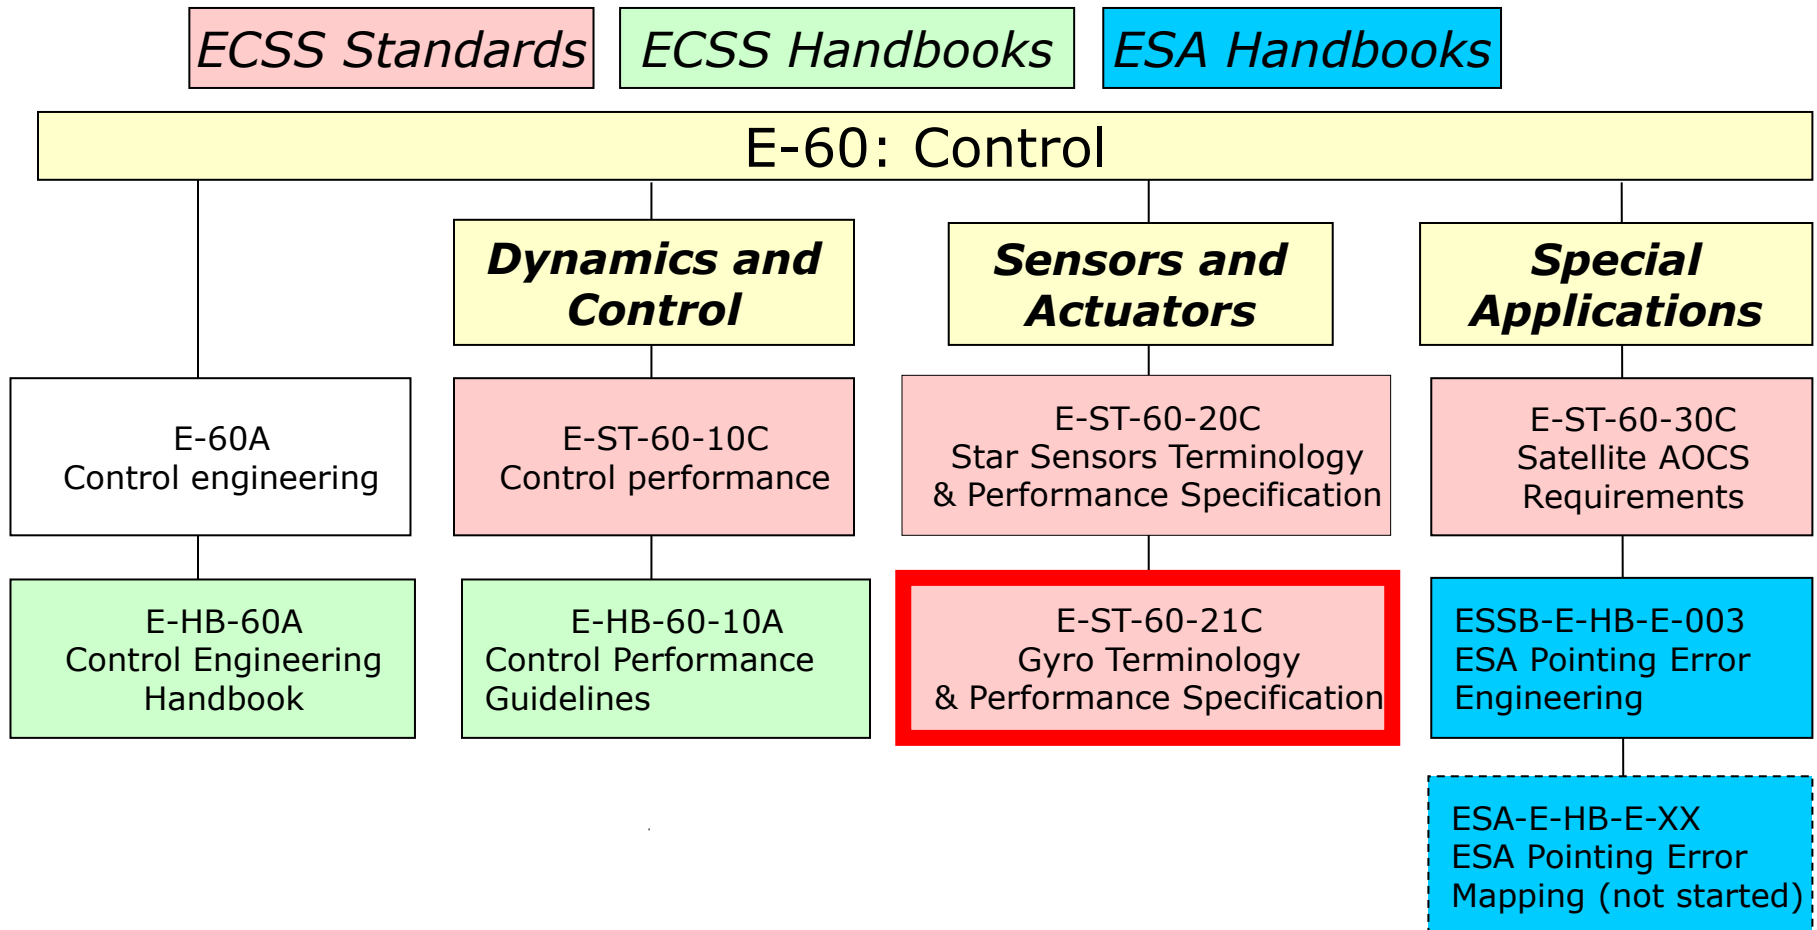 ECSS Standards
ECSS Handbooks
ESA Handbooks
E-60: Control
Dynamics and
Control
Sensors and
Actuators
Special
Applications
E-60A
Control engineering
E-ST-60-10C
Control performance
E-ST-60-20C
Star Sensors Terminology
& Performance Specification
E-ST-60-30C
Satellite AOCS
Requirements
E-HB-60A
Control Engineering
Handbook
E-HB-60-10A
Control Performance
Guidelines
E-ST-60-21C
Gyro Terminology
& Performance Specification
ESSB-E-HB-E-003
ESA Pointing Error
Engineering
ESA-E-HB-E-XX
ESA Pointing Error
Mapping (not started)